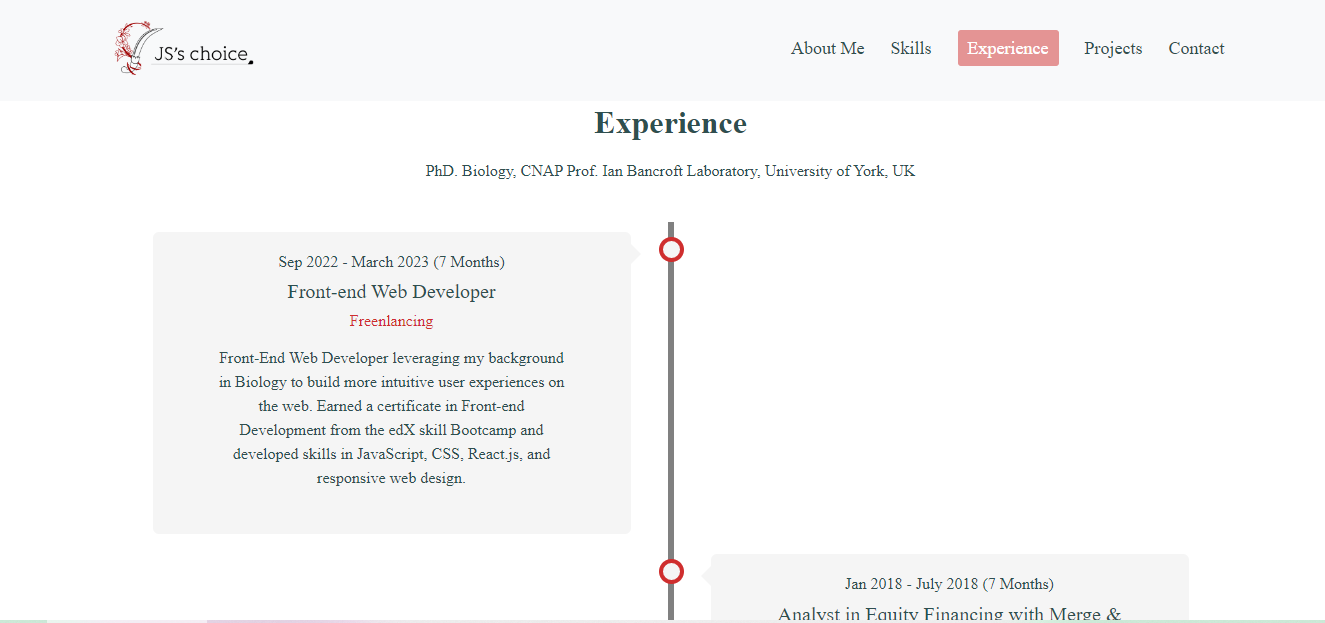 JS's choice.
About Me Skills Experience Projects Contact
Experience
PhD. Biology, CNAP Prof. Ian Bancroft Laboratory, University of York, UK
Sep 2022 - March 2023 (7 Months)
Front-end Web Developer
Freenlancing
Front-End Web Developer leveraging my background
in Biology to build more intuitive user experiences on
the web. Earned a certificate in Front-end
Development from the edX skill Bootcamp and
developed skills in JavaScript, CSS, React.js, and
responsive web design.
Jan 2018 - July 2018 (7 Months)
Analyst in Equity Financing with Merge &